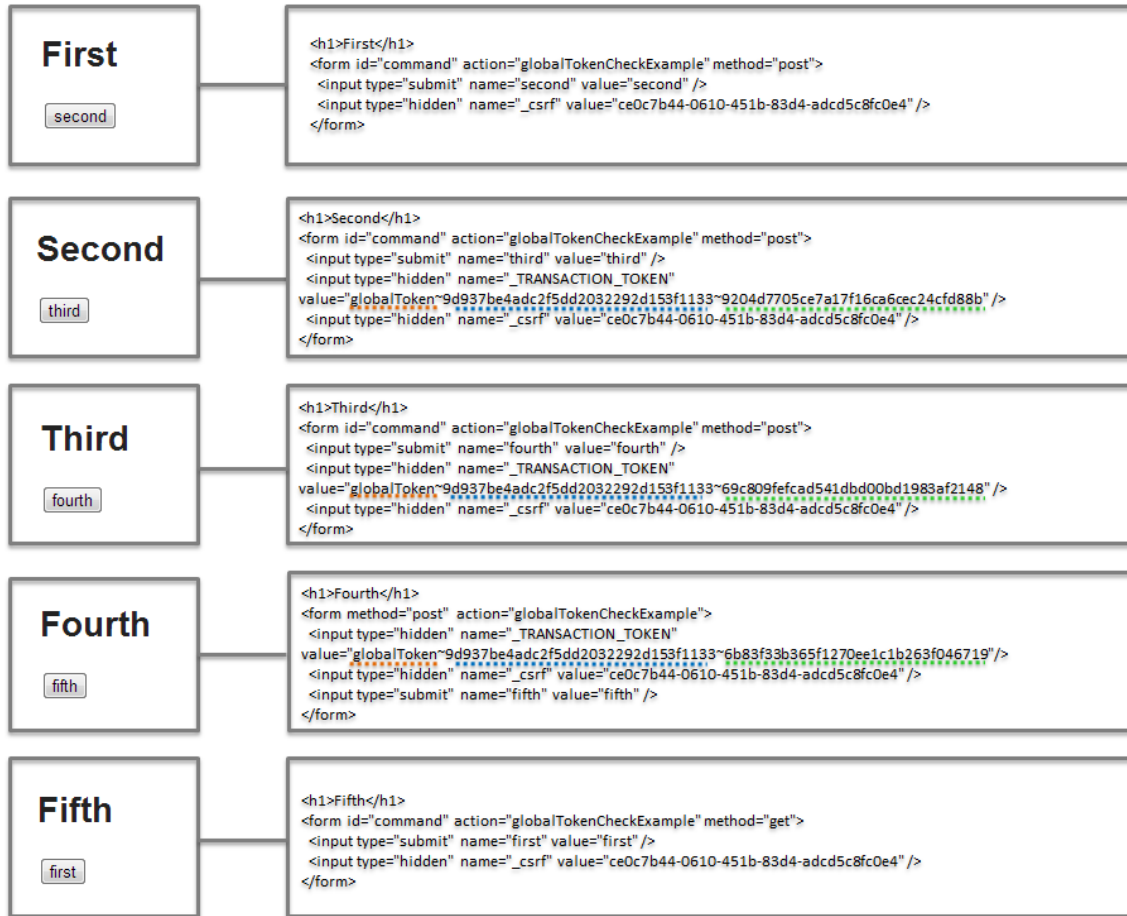 First
second
<h1>First</h1>
<form id="command" action="globalTokenCheckExample" method="post">
<input type="submit" name="second" value="second" />
<input type="hidden" name="_csrf" value="ce0c7b44-0610-451b-83d4-adcd5c8fc0e4" />
</form>
Second
third
<h1>Second</h1>
<form id="command" action="globalTokenCheckExample" method="post">
<input type="submit" name="third" value="third" />
<input type="hidden" name="_TRANSACTION_TOKEN"
value="globalToken~9d937be4adc2f5dd2032292d153f1133~9204d7705ce7a17f16ca6cec24cfd88b" />
<input type="hidden" name="_csrf" value="ce0c7b44-0610-451b-83d4-adcd5c8fc0e4" />
</form>
Third
fourth
<h1>Third</h1>
<form id="command" action="globalTokenCheckExample" method="post">
<input type="submit" name="fourth" value="fourth" />
<input type="hidden" name="_TRANSACTION_TOKEN"
value="globalToken~9d937be4adc2f5dd2032292d153f1133~69c809fefcad541dbd00bd1983af2148" />
<input type="hidden" name="_csrf" value="ce0c7b44-0610-451b-83d4-adcd5c8fc0e4" />
</form>
Fourth
fifth
<h1>Fourth</h1>
<form method="post" action="globalTokenCheckExample">
<input type="hidden" name="_TRANSACTION_TOKEN"
value="globalToken~9d937be4adc2f5dd2032292d153f1133~6b83f33b365f1270ee1c1b263f046719"/>
<input type="hidden" name="_csrf" value="ce0c7b44-0610-451b-83d4-adcd5c8fc0e4" />
<input type="submit" name="fifth" value="fifth" />
</form>
Fifth
first
<h1>Fifth</h1>
<form id="command" action="globalTokenCheckExample" method="get">
<input type="submit" name="first" value="first" />
<input type="hidden" name="_csrf" value="ce0c7b44-0610-451b-83d4-adcd5c8fc0e4" />
</form>